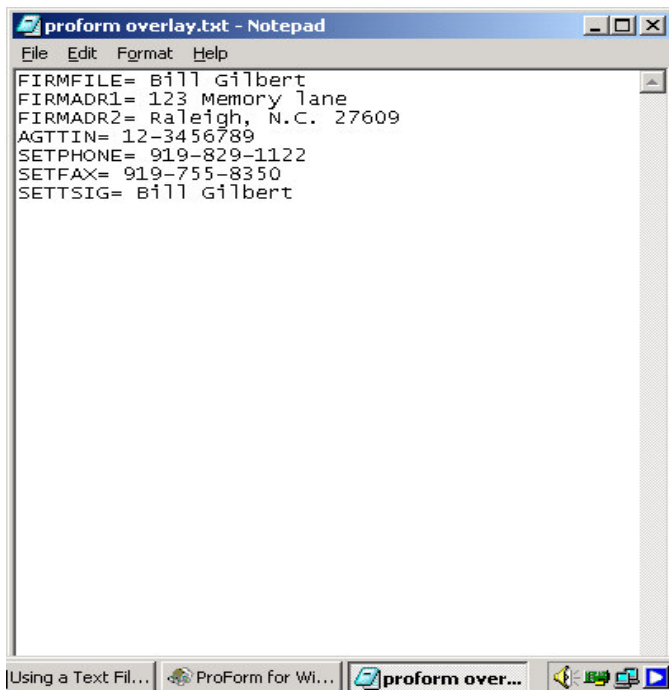 proform overlay.txt - Notepad
File Edit Format Help
FIRMFILE= Bill Gilbert
FIRMADR1= 123 Memory lane
FIRMADR2= Raleigh, N.C. 27609
AGTTIN= 12-3456789
SETPHONE= 919-829-1122
SETFAX= 919-755-8350
SETTSIG= Bill Gilbert
Using a Text Fil... ProForm for Wi... proform over...